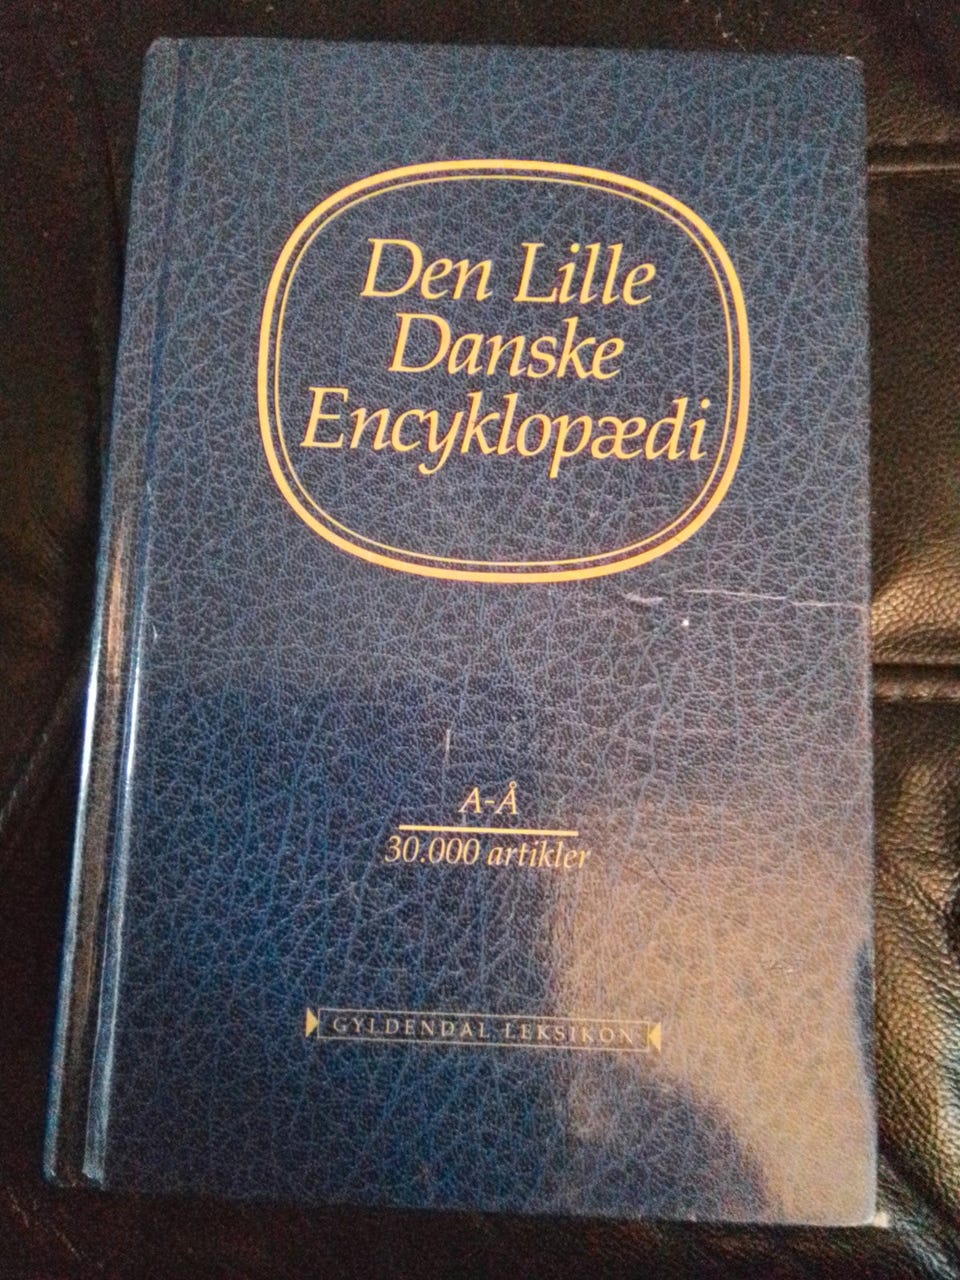 Den Lille
Danske
Encyklopædi
A-Å
30.000 artikler
GYLDENDAL LEKSIKON